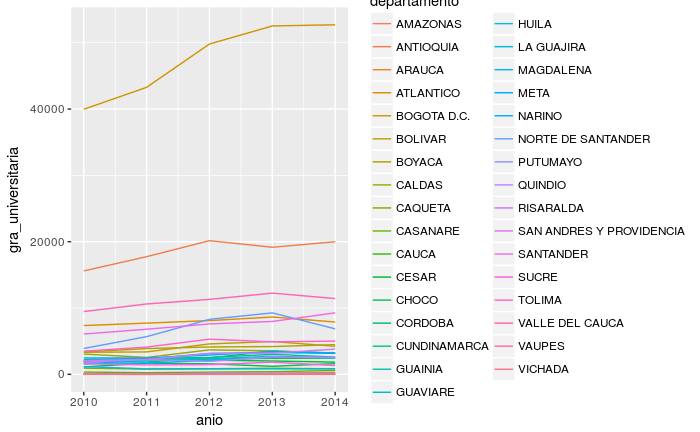 departamento
AMAZONAS
ANTIOQUIA
ARAUCA
ATLANTICO
BOGOTA D.C.
BOLIVAR
BOYACA
CALDAS
CAQUETA
CASANARE
CAUCA
CESAR
CHOCO
CORDOBA
CUNDINAMARCA
GUAINIA
GUAVIARE
HUILA
LA GUAJIRA
MAGDALENA
META
NARINO
NORTE DE SANTANDER
PUTUMAYO
QUINDIO
RISARALDA
SAN ANDRES Y PROVIDENCIA
SANTANDER
SUCRE
TOLIMA
VALLE DEL CAUCA
VAUPES
VICHADA
gra_universitaria
40000
20000
0
2010 2011 2012 2013 2014
anio